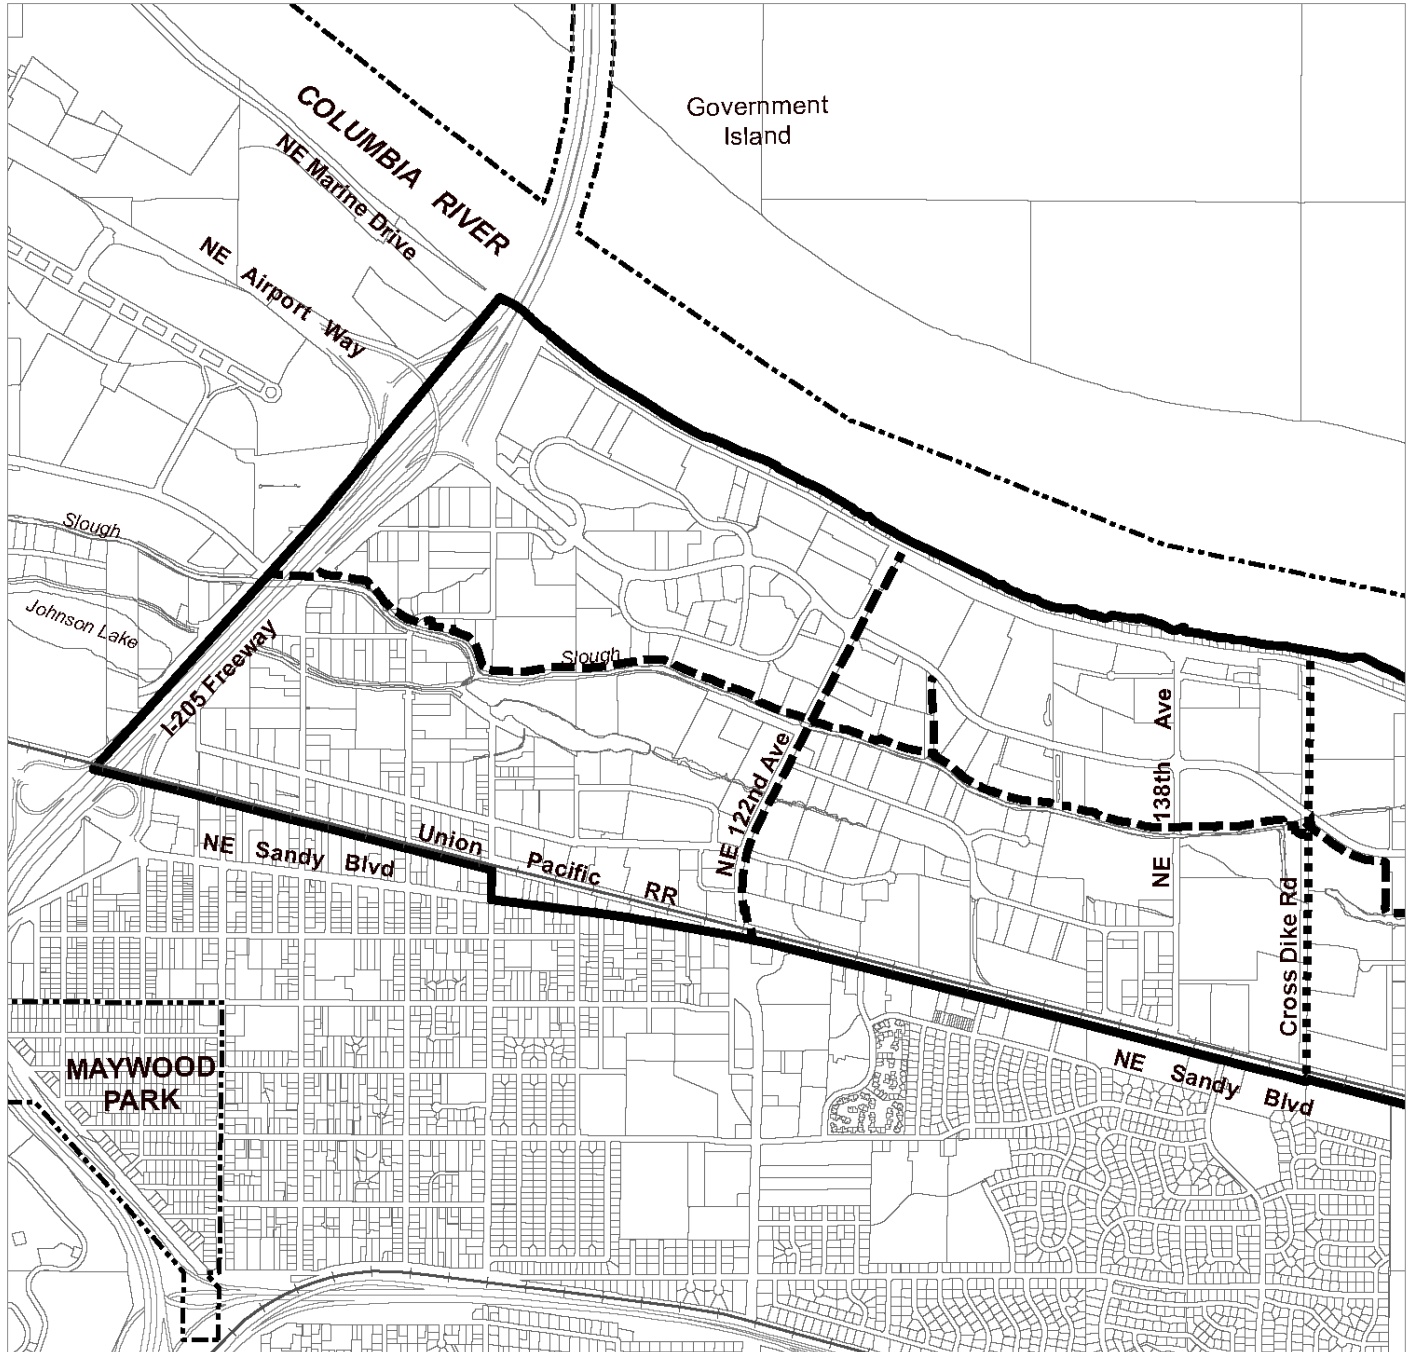 Government
Island
COLUMBIA RIVER
NE Marine Drive
NE Airport Way
Slough
Johnson Lake
I-205 Freeway
Slough
NE 138th Ave
NE 122nd Ave
NE Sandy Blvd
Union Pacific RR
Cross Dike Rd
MAYWOOD
PARK
NE Sandy Blvd